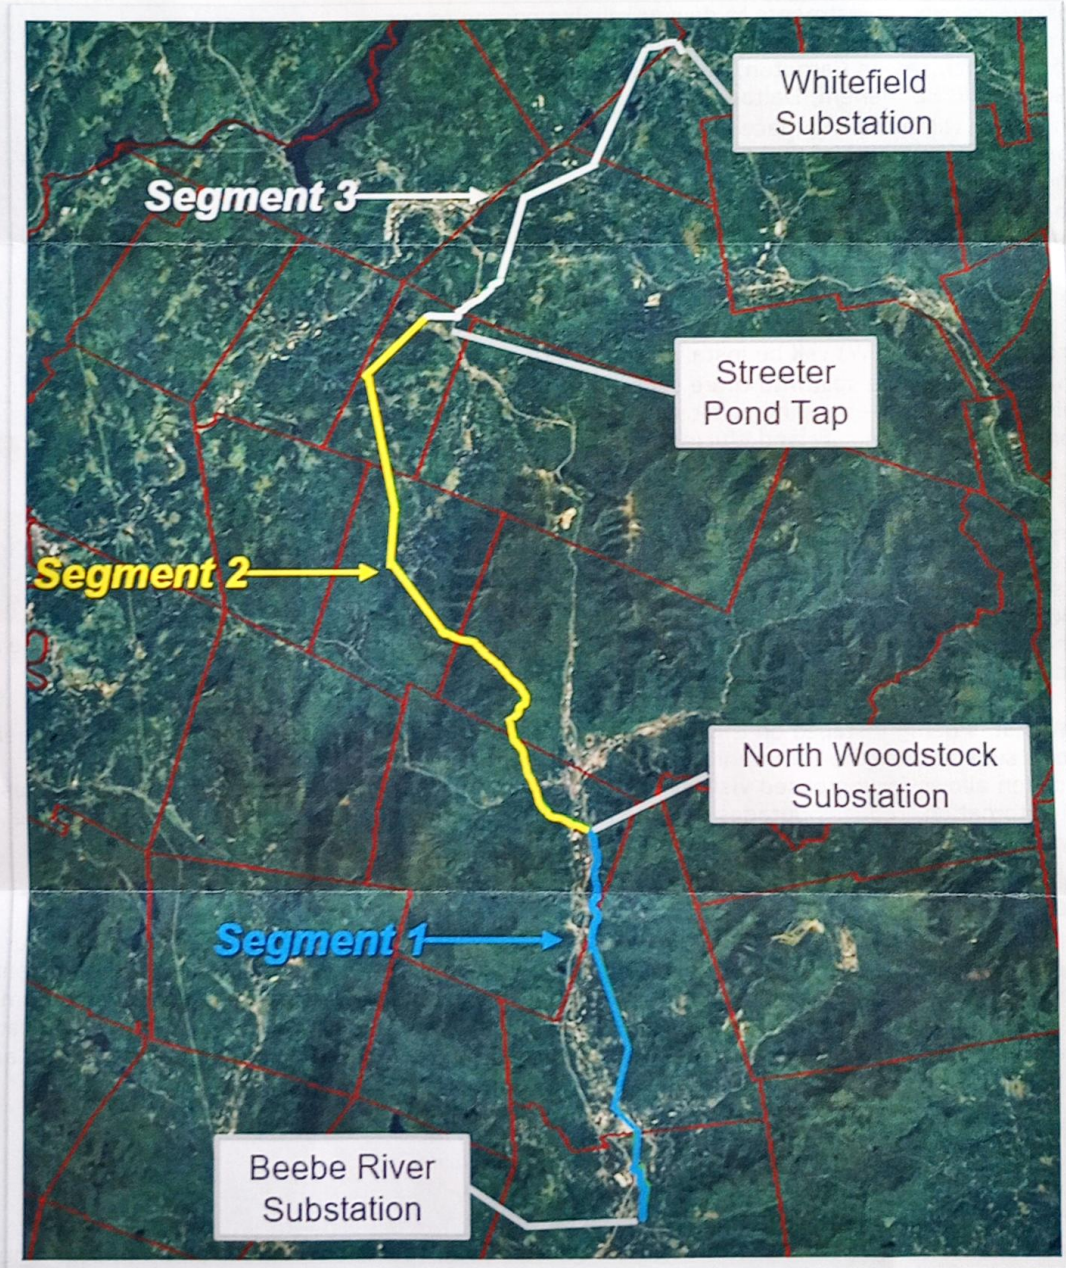 Whitefield
Substation
Segment 3
Streeter
Pond Tap
Segment 2
North Woodstock
Substation
Segment 1
Beebe River
Substation